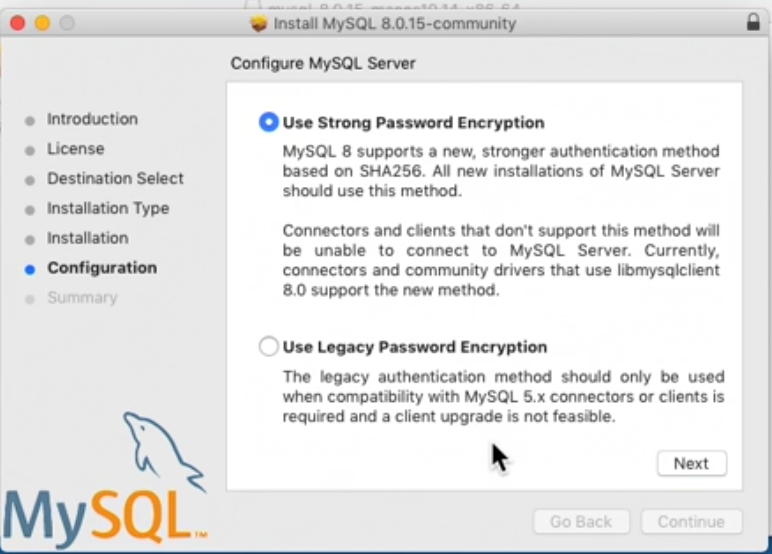 mysql-8.0.15-macos10.14-x86_64
Install MySQL 8.0.15-community
Configure MySQL Server
Introduction
License
Destination Select
Installation Type
Installation
Configuration
Summary
Use Strong Password Encryption
MySQL 8 supports a new, stronger authentication method
based on SHA256. All new installations of MySQL Server
should use this method.
Connectors and clients that don't support this method will
be unable to connect to MySQL Server. Currently,
connectors and community drivers that use libmysqlclient
8.0 support the new method.
Use Legacy Password Encryption
The legacy authentication method should only be used
when compatibility with MySQL 5.x connectors or clients is
required and a client upgrade is not feasible.
Next
MySQL™
Go Back
Continue